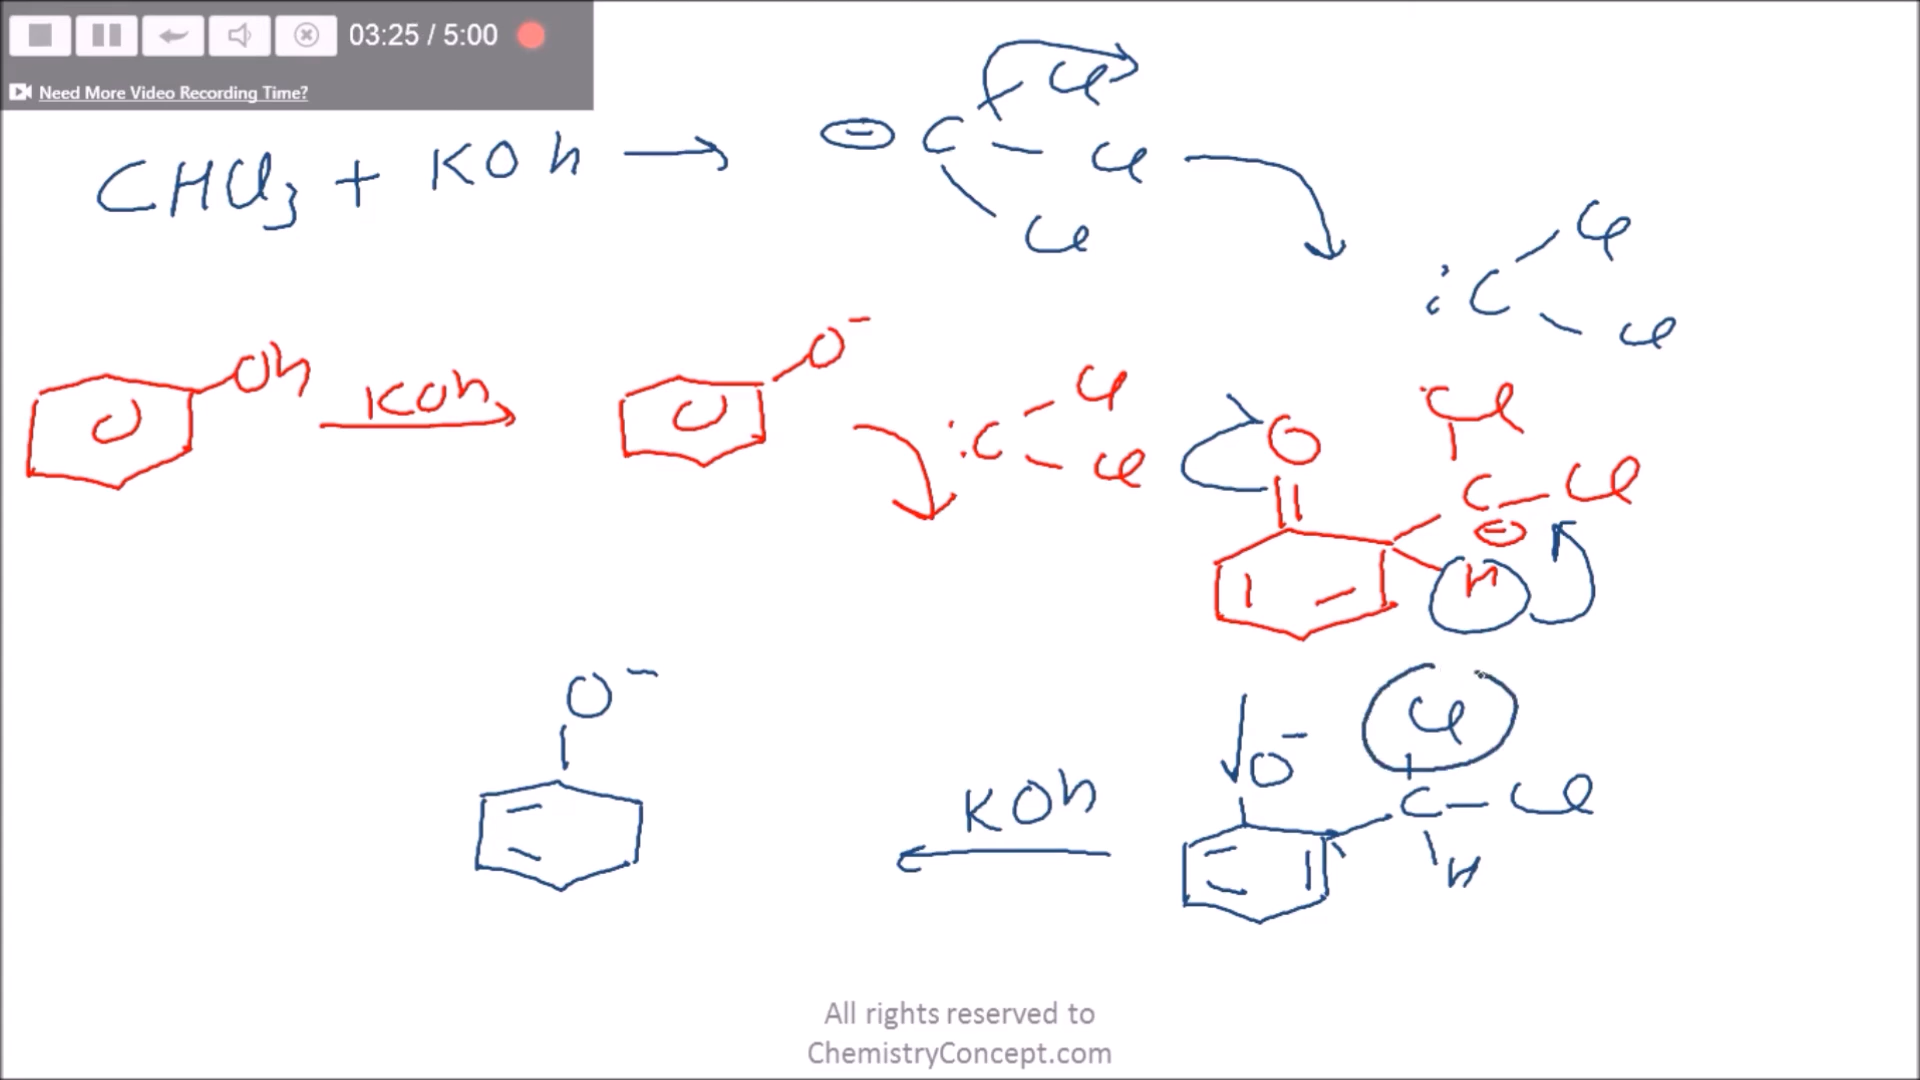 03:25 / 5:00
Need More Video Recording Time?
CHCl3 + KOh → ⊖ C Cl
Cl
Cl
:C Cl
Cl
Oh KOh O⁻ :C Cl
Cl
O Cl
C Cl
⊖
H
O⁻ KOh O⁻ Cl
C Cl
H
All rights reserved to
ChemistryConcept.com